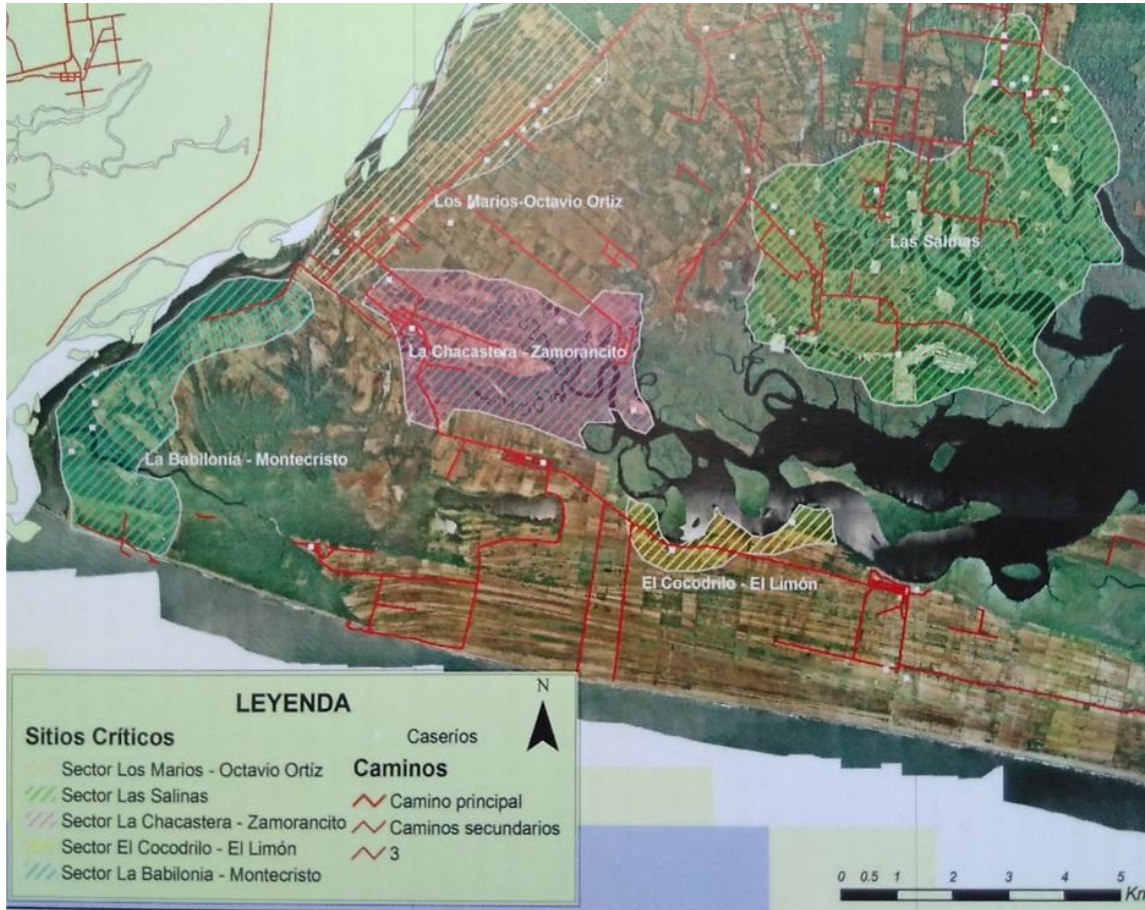 Los Marios-Octavio Ortíz
Las Salinas
La Chacastera - Zamorancito
La Babilonia - Montecristo
El Cocodrilo - El Limón
LEYENDA
N
Sitios Críticos
Sector Los Marios - Octavio Ortíz
Sector Las Salinas
Sector La Chacastera - Zamorancito
Sector El Cocodrilo - El Limón
Sector La Babilonia - Montecristo
Caseríos
Caminos
Camino principal
Caminos secundarios
3
0 0.5 1 2 3 4 5
Km